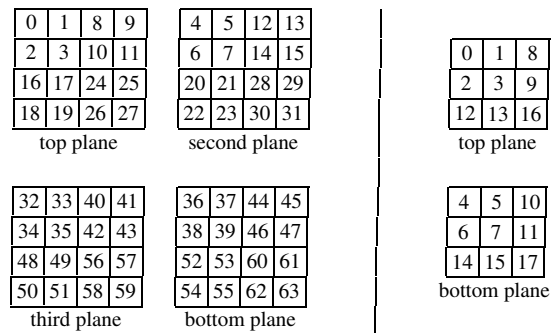 0 1 8 9
2 3 10 11
16 17 24 25
18 19 26 27
top plane
4 5 12 13
6 7 14 15
20 21 28 29
22 23 30 31
second plane
32 33 40 41
34 35 42 43
48 49 56 57
50 51 58 59
third plane
36 37 44 45
38 39 46 47
52 53 60 61
54 55 62 63
bottom plane
0 1 8
2 3 9
12 13 16
top plane
4 5 10
6 7 11
14 15 17
bottom plane